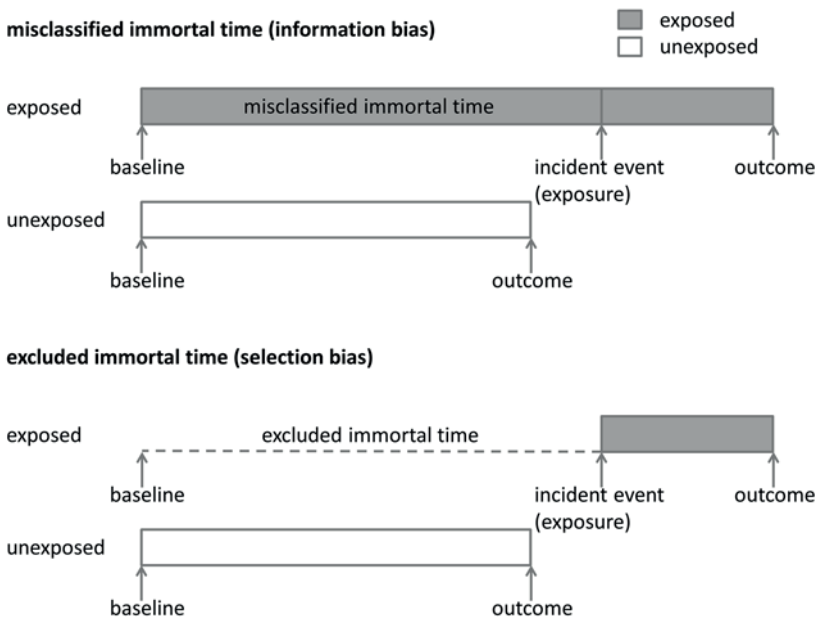 misclassified immortal time (information bias)
exposed
unexposed
exposed
misclassified immortal time
baseline
incident event
(exposure)
outcome
unexposed
baseline
outcome
excluded immortal time (selection bias)
exposed
excluded immortal time
baseline
incident event
(exposure)
outcome
unexposed
baseline
outcome